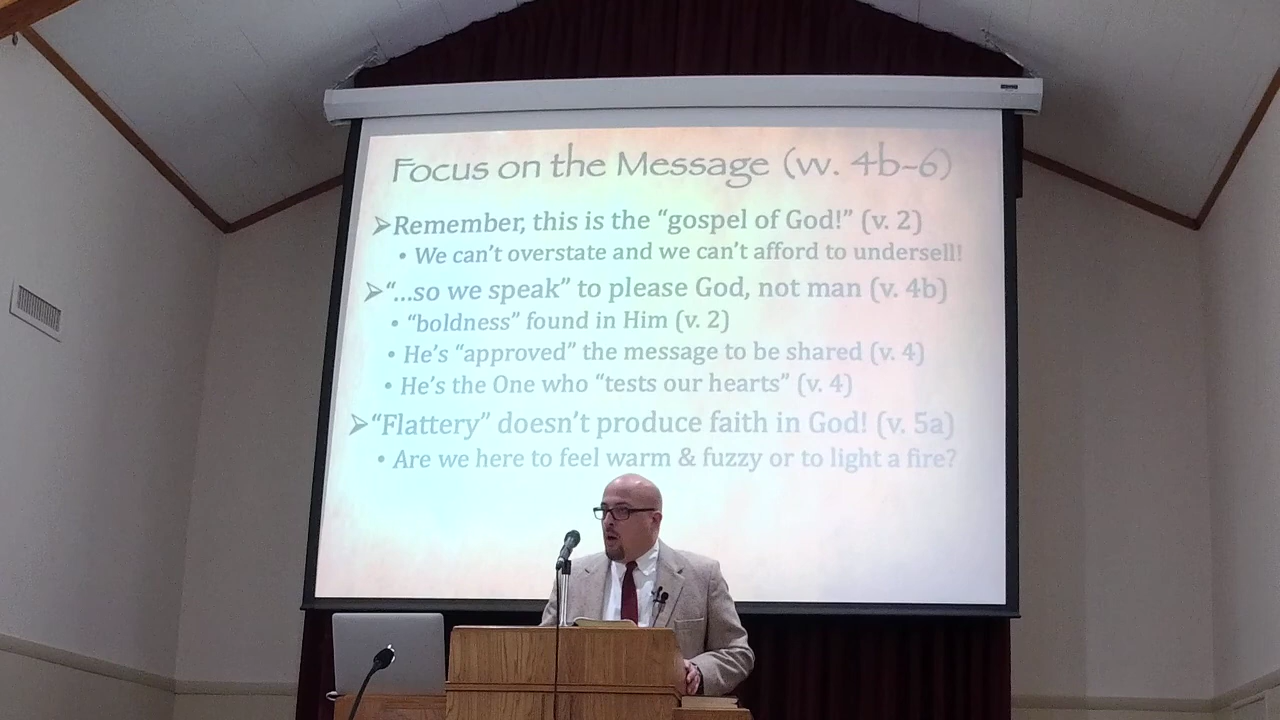 Focus on the Message (vv. 4b-6)
➢Remember, this is the “gospel of God!” (v. 2)
• We can’t overstate and we can’t afford to undersell!
➢“...so we speak” to please God, not man (v. 4b)
• “boldness” found in Him (v. 2)
• He’s “approved” the message to be shared (v. 4)
• He’s the One who “tests our hearts” (v. 4)
➢“Flattery” doesn’t produce faith in God! (v. 5a)
• Are we here to feel warm & fuzzy or to light a fire?